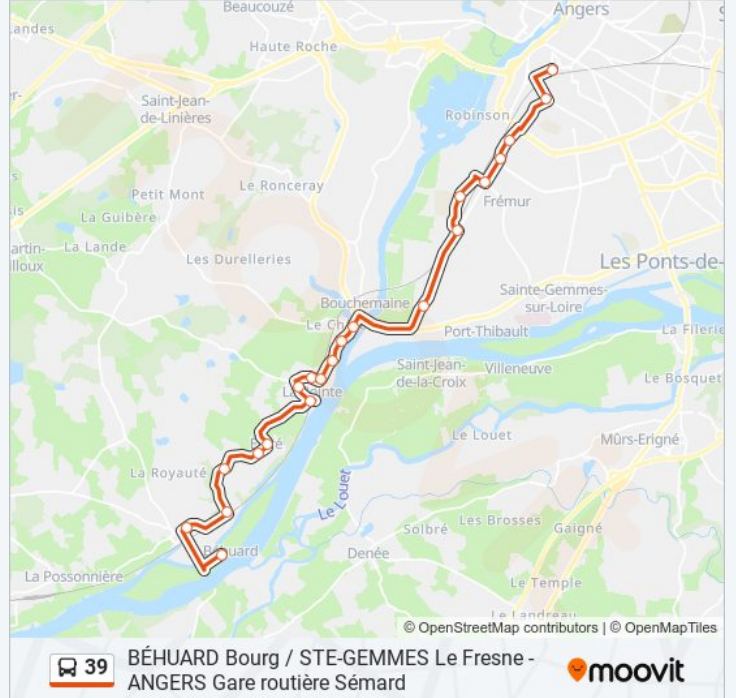 Beaucouzé
Angers
Landes
Haute Roche
Saint-Jean-
de-Linières
Robinson
Petit Mont
Le Ronceray
Frémur
La Guibère
La Lande
Les Durelleries
Les Ponts-de-
Sainte-Gemmes-
sur-Loire
Bouchemaine
Le Ch
Port-Thibault
La Filerie
Saint-Jean-
de-la-Croix
Villeneuve
Le Bosquet
Le Louet
Mûrs-Erigné
La Royauté
Le Louet
Les Brosses
Solbré
Gaigné
Béhuard
Denée
La Possonnière
Le Temple
Le Landreau
© OpenStreetMap contributors | © OpenMapTiles
39
BÉHUARD Bourg / STE-GEMMES Le Fresne -
ANGERS Gare routière Sémard
moovit